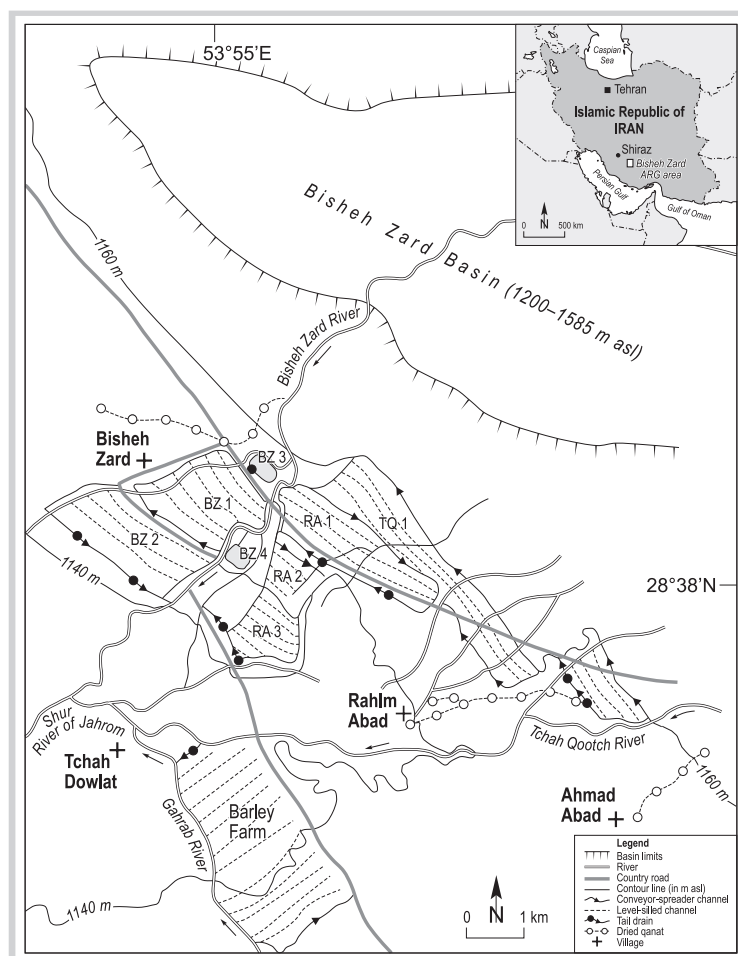 53°55'E
Caspian
Sea
Tehran
Islamic Republic of
IRAN
Shiraz
Bisheh Zard
ARG area
Persian Gulf
Gulf of Oman
N
0 500 km
1160 m
Bisheh Zard Basin (1200–1585 m asl)
Bisheh Zard River
Bisheh
Zard
BZ 3
BZ 1
RA 1
TQ 1
BZ 2
BZ 4
RA 2
1140 m
28°38'N
RA 3
Rahlm
Abad
Shur
River of Jahrom
Tchah Qootch River
Tchah
Dowlat
1160 m
Ahmad
Abad
Barley
Farm
Gahrab River
1140 m
N
0 1 km
Legend
Basin limits
River
Country road
Contour line (in m asl)
Conveyor-spreader channel
Level-silled channel
Tail drain
Dried qanat
Village